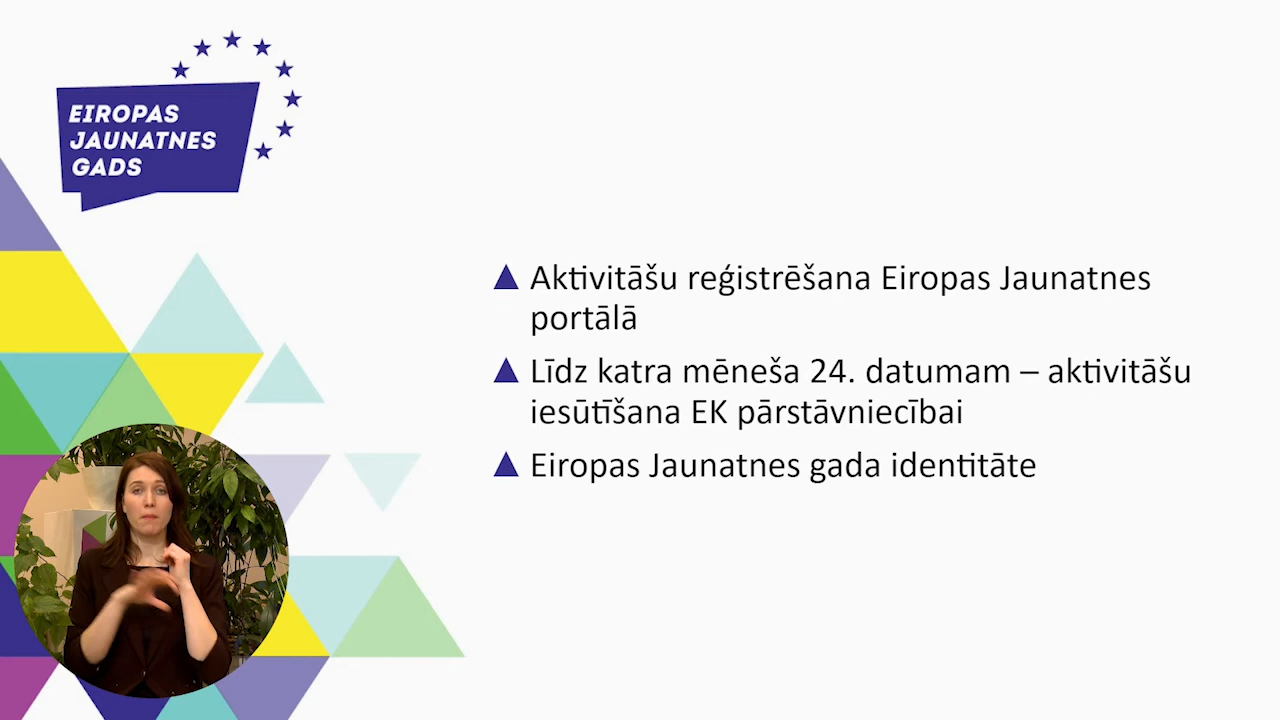 EIROPAS
JAUNATNES
GADS
Aktivitāšu reģistrēšana Eiropas Jaunatnes
portālā
Līdz katra mēneša 24. datumam – aktivitāšu
iesūtīšana EK pārstāvniecībai
Eiropas Jaunatnes gada identitāte